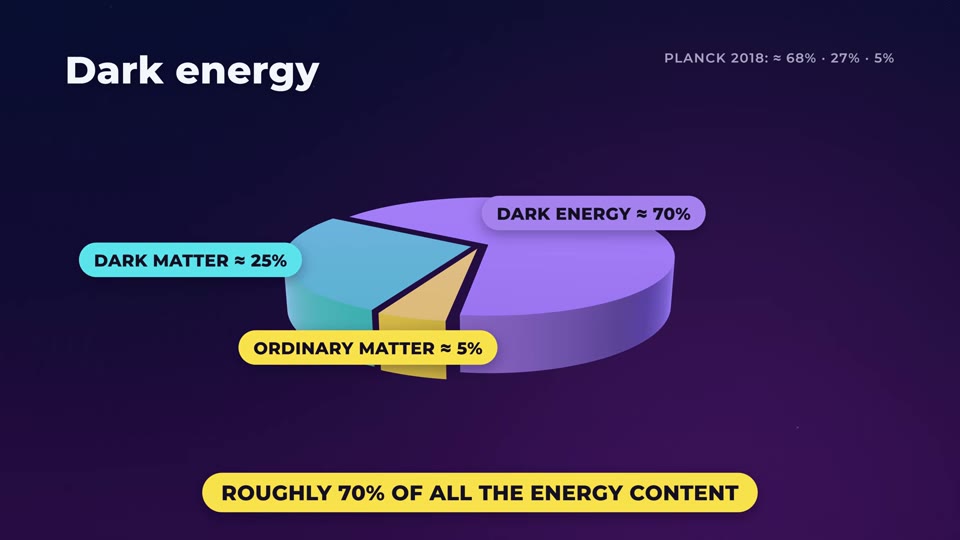 Dark energy
PLANCK 2018: ≈ 68% · 27% · 5%
DARK ENERGY ≈ 70%
DARK MATTER ≈ 25%
ORDINARY MATTER ≈ 5%
ROUGHLY 70% OF ALL THE ENERGY CONTENT